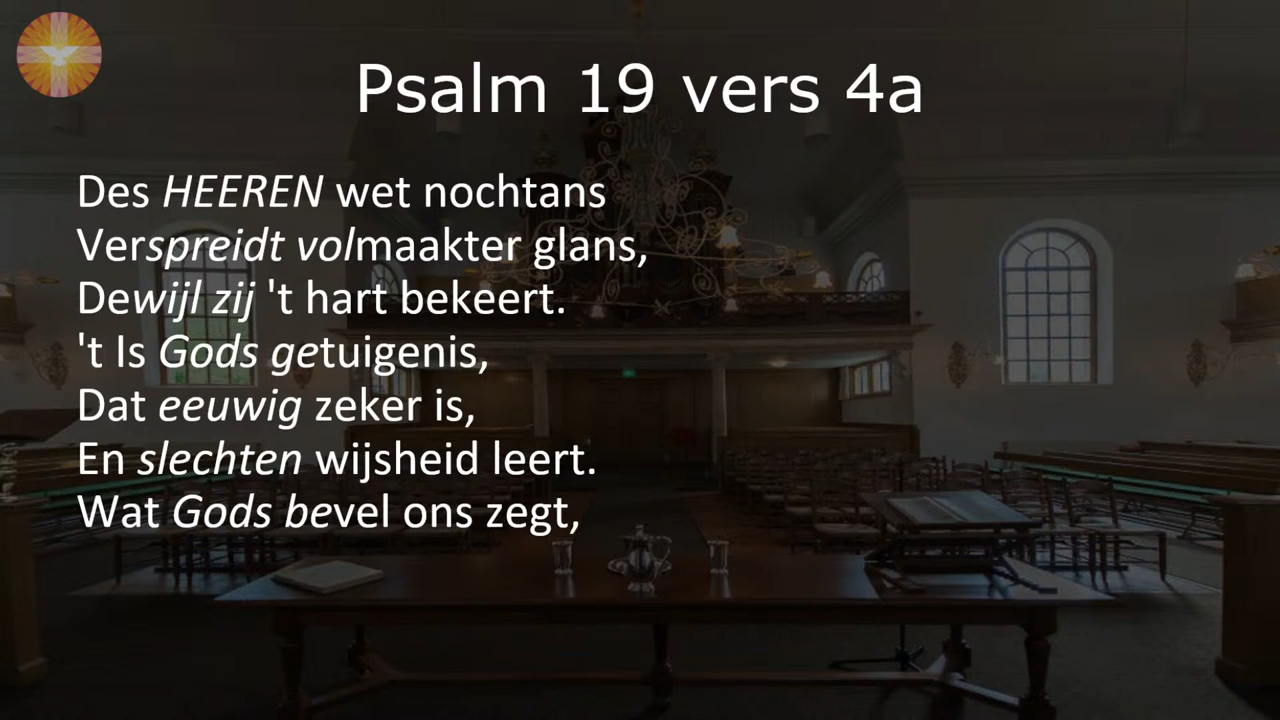 Psalm 19 vers 4a
Des HEEREN wet nochtans
Verspreidt volmaakter glans,
Dewijl zij 't hart bekeert.
't Is Gods getuigenis,
Dat eeuwig zeker is,
En slechten wijsheid leert.
Wat Gods bevel ons zegt,